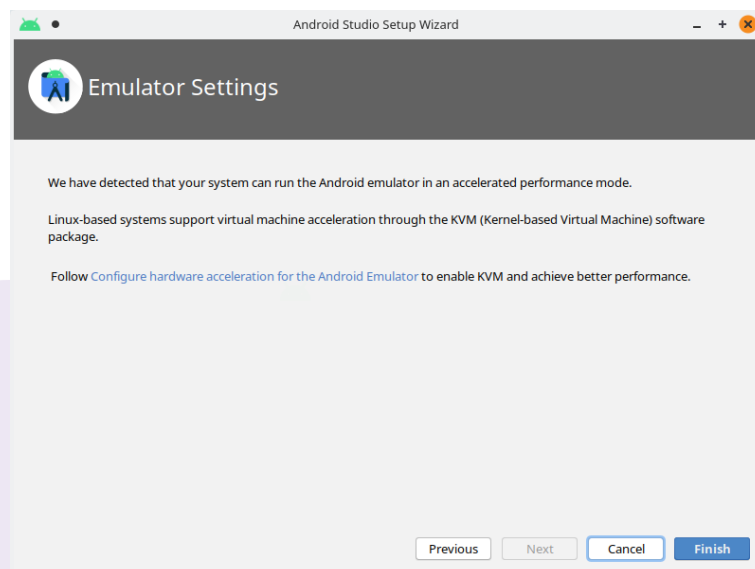 Android Studio Setup Wizard
Emulator Settings
We have detected that your system can run the Android emulator in an accelerated performance mode.
Linux-based systems support virtual machine acceleration through the KVM (Kernel-based Virtual Machine) software
package.
Follow Configure hardware acceleration for the Android Emulator to enable KVM and achieve better performance.
Previous Next Cancel Finish